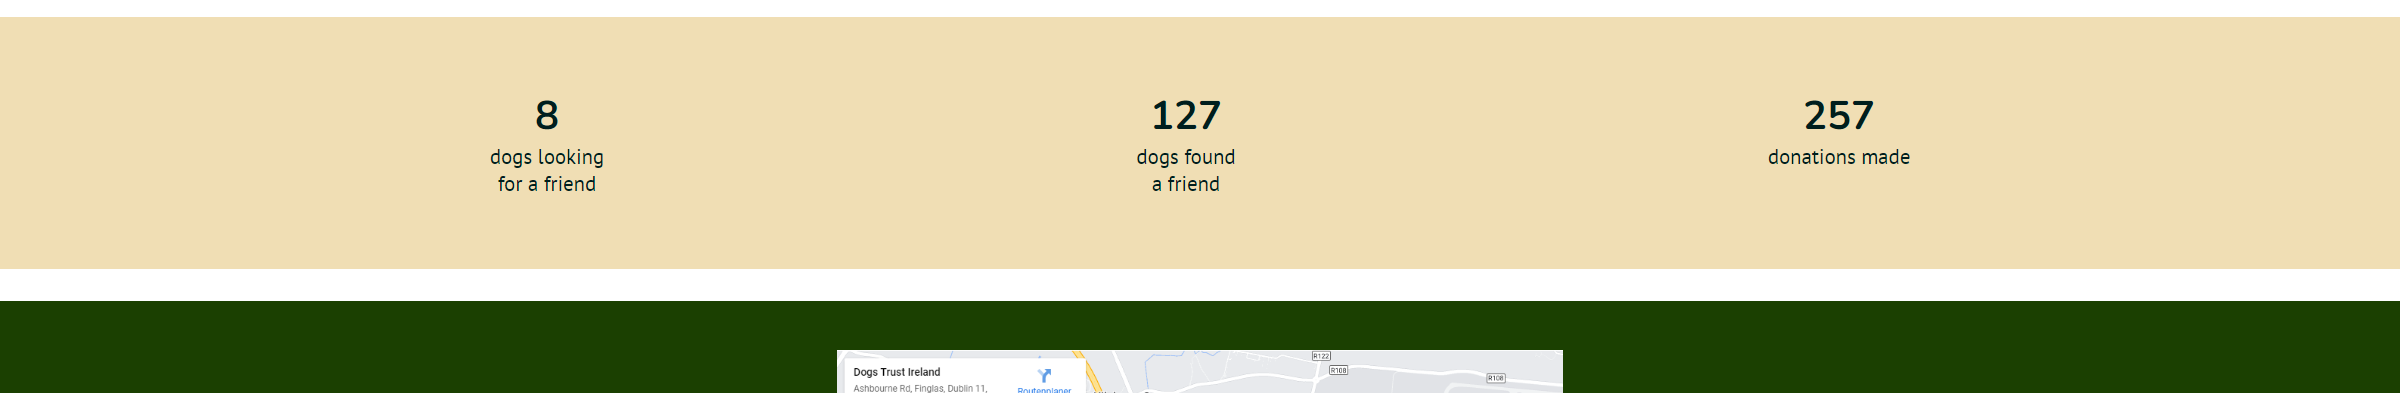 8
dogs looking
for a friend
127
dogs found
a friend
257
donations made
Dogs Trust Ireland
Ashbourne Rd, Finglas, Dublin 11,
Routenplaner
R122
R108
R108